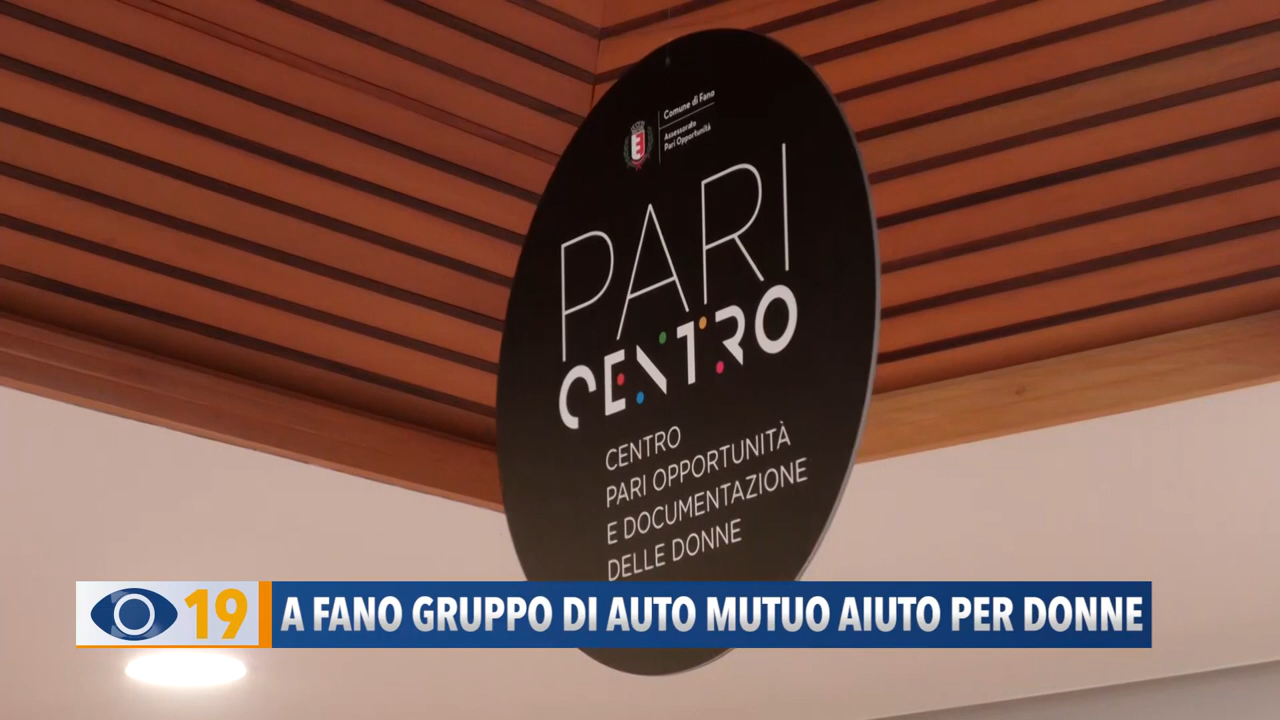 Comune di Fano
Assessorato
Pari Opportunità
PARI
CENTRO
CENTRO
PARI OPPORTUNITÀ
E DOCUMENTAZIONE
DELLE DONNE
19 A FANO GRUPPO DI AUTO MUTUO AIUTO PER DONNE